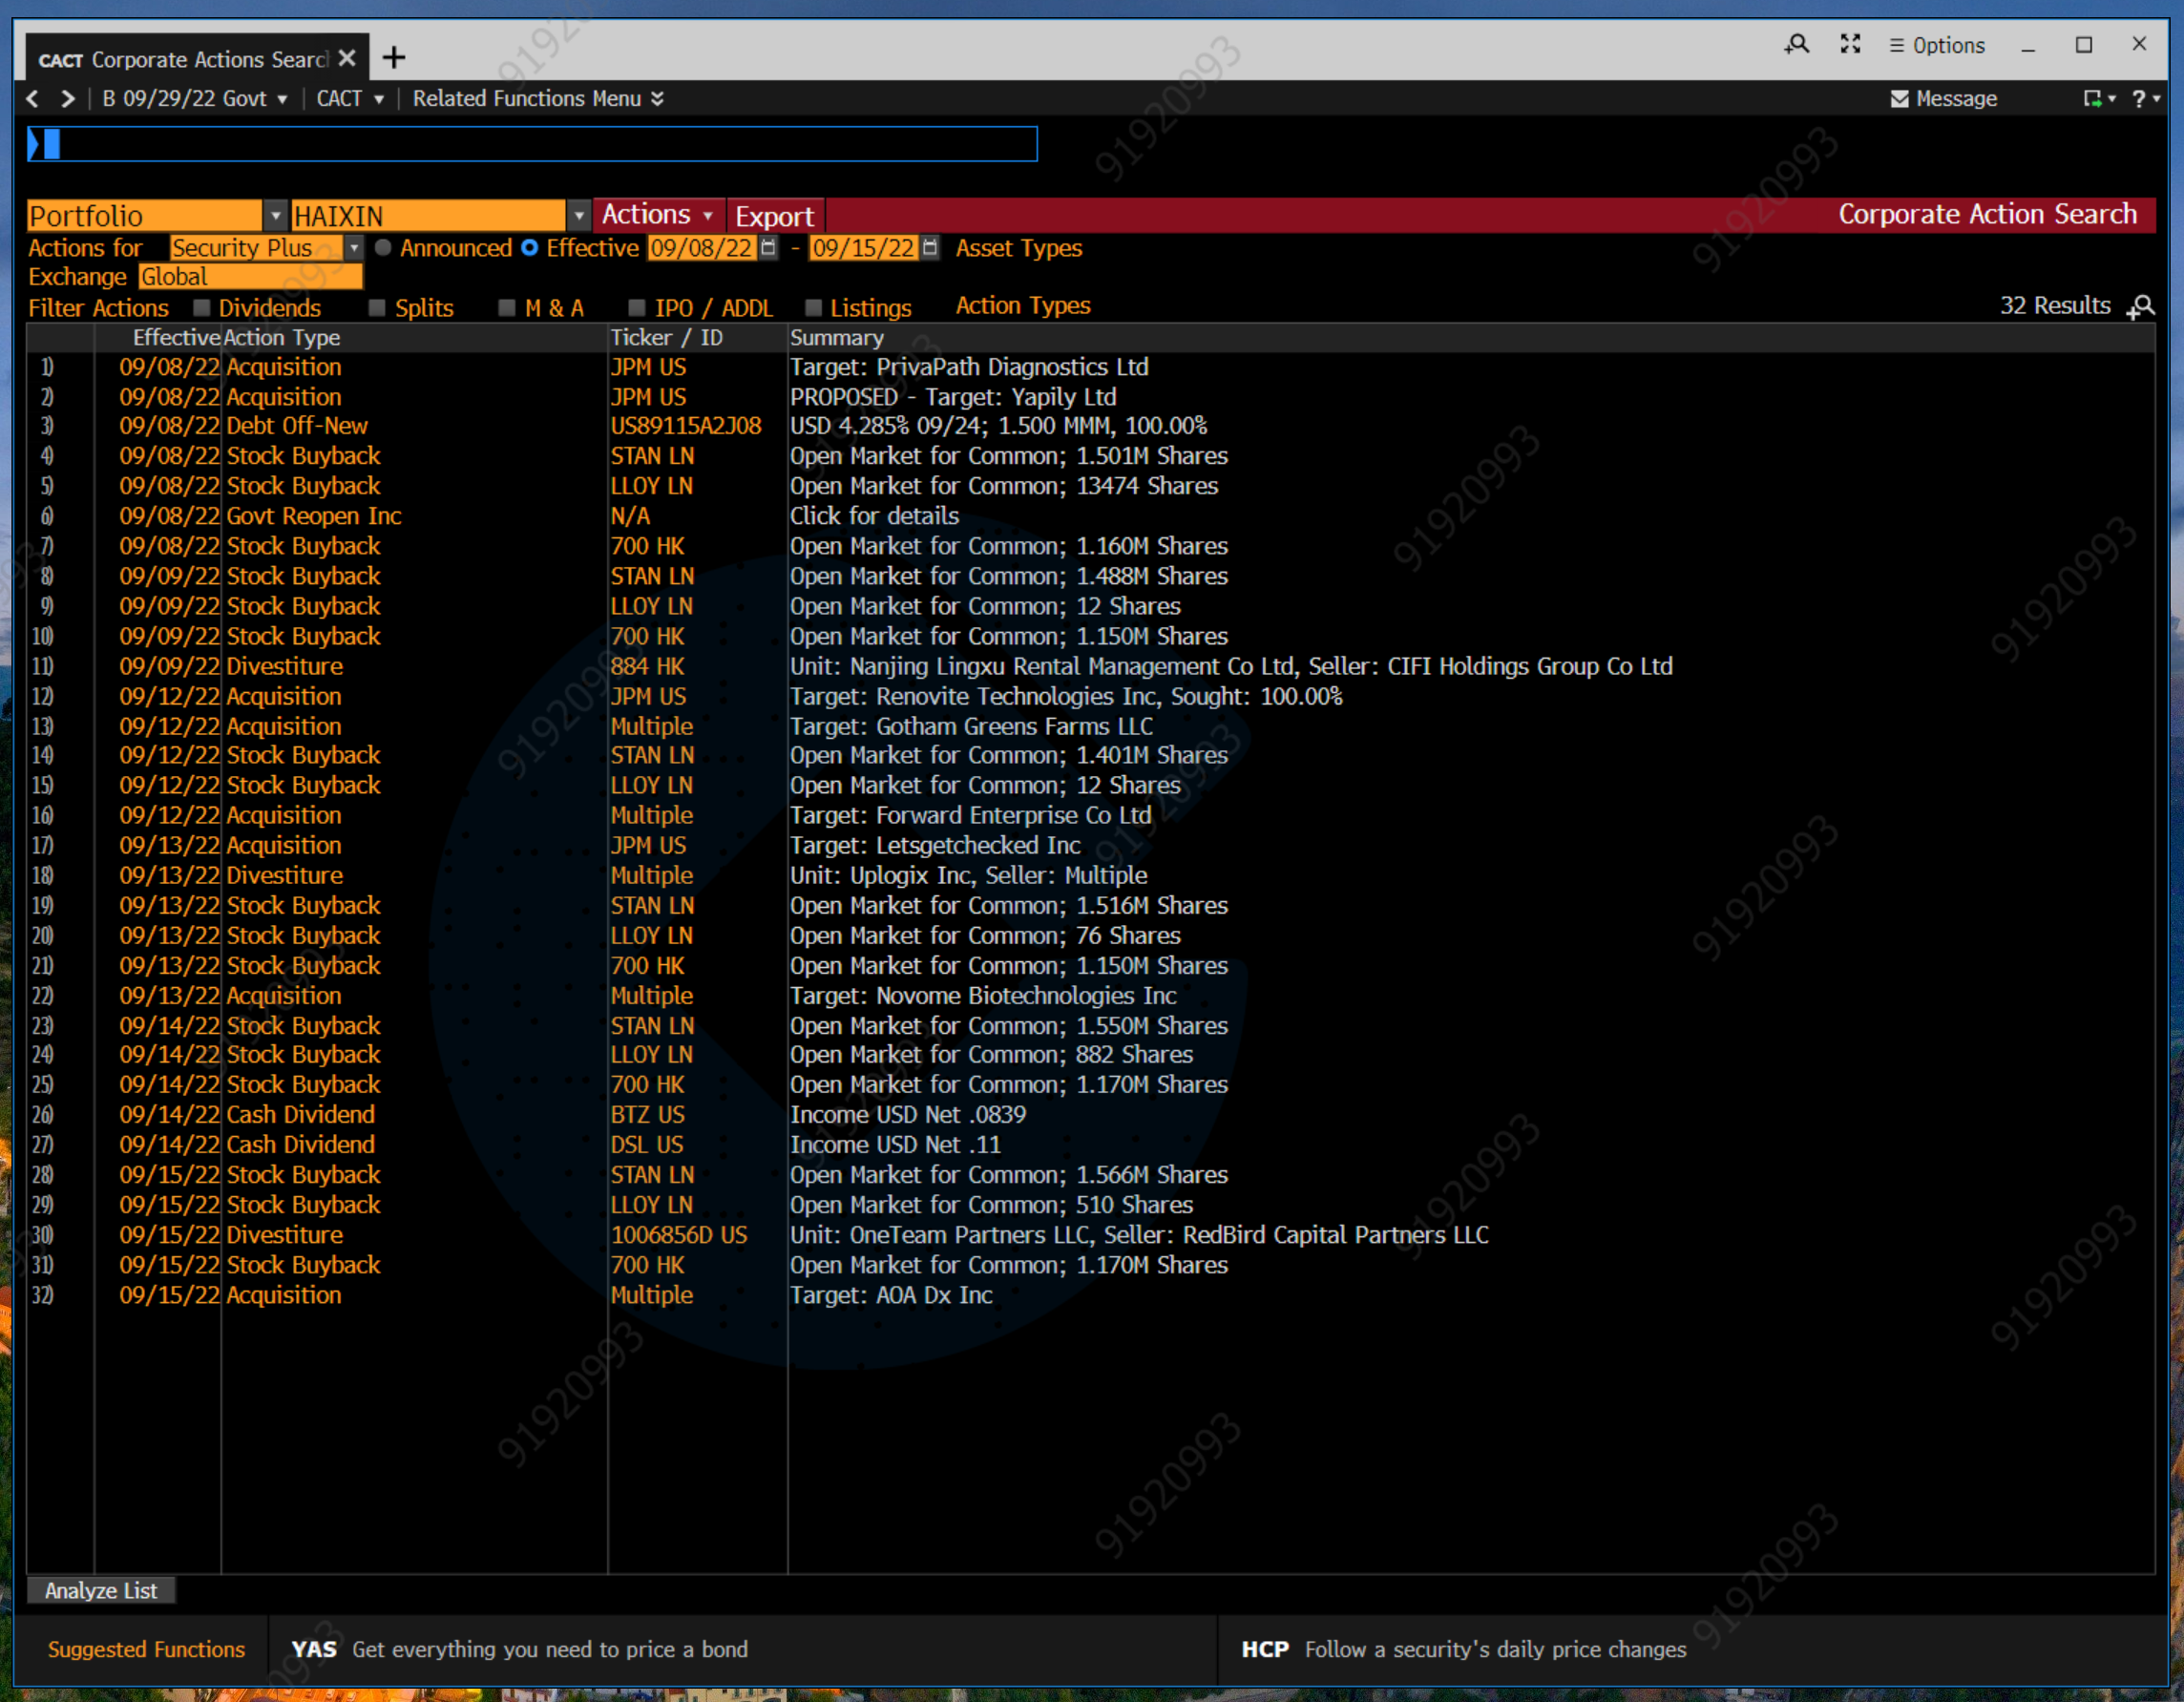 CACT Corporate Actions Searc
Options
B 09/29/22 Govt CACT Related Functions Menu
Message ?
Portfolio HAIXIN Actions Export Corporate Action Search
Actions for Security Plus Announced Effective 09/08/22 - 09/15/22 Asset Types
Exchange Global
Filter Actions Dividends Splits M & A IPO / ADDL Listings Action Types 32 Results
Effective Action Type Ticker / ID Summary
1) 09/08/22 Acquisition JPM US Target: PrivaPath Diagnostics Ltd
2) 09/08/22 Acquisition JPM US PROPOSED - Target: Yapily Ltd
3) 09/08/22 Debt Off-New US89115A2J08 USD 4.285% 09/24; 1.500 MMM, 100.00%
4) 09/08/22 Stock Buyback STAN LN Open Market for Common; 1.501M Shares
5) 09/08/22 Stock Buyback LLOY LN Open Market for Common; 13474 Shares
6) 09/08/22 Govt Reopen Inc N/A Click for details
7) 09/08/22 Stock Buyback 700 HK Open Market for Common; 1.160M Shares
8) 09/09/22 Stock Buyback STAN LN Open Market for Common; 1.488M Shares
9) 09/09/22 Stock Buyback LLOY LN Open Market for Common; 12 Shares
10) 09/09/22 Stock Buyback 700 HK Open Market for Common; 1.150M Shares
11) 09/09/22 Divestiture 884 HK Unit: Nanjing Lingxu Rental Management Co Ltd, Seller: CIFI Holdings Group Co Ltd
12) 09/12/22 Acquisition JPM US Target: Renovite Technologies Inc, Sought: 100.00%
13) 09/12/22 Acquisition Multiple Target: Gotham Greens Farms LLC
14) 09/12/22 Stock Buyback STAN LN Open Market for Common; 1.401M Shares
15) 09/12/22 Stock Buyback LLOY LN Open Market for Common; 12 Shares
16) 09/12/22 Acquisition Multiple Target: Forward Enterprise Co Ltd
17) 09/13/22 Acquisition JPM US Target: Letsgetchecked Inc
18) 09/13/22 Divestiture Multiple Unit: Uplogix Inc, Seller: Multiple
19) 09/13/22 Stock Buyback STAN LN Open Market for Common; 1.516M Shares
20) 09/13/22 Stock Buyback LLOY LN Open Market for Common; 76 Shares
21) 09/13/22 Stock Buyback 700 HK Open Market for Common; 1.150M Shares
22) 09/13/22 Acquisition Multiple Target: Novome Biotechnologies Inc
23) 09/14/22 Stock Buyback STAN LN Open Market for Common; 1.550M Shares
24) 09/14/22 Stock Buyback LLOY LN Open Market for Common; 882 Shares
25) 09/14/22 Stock Buyback 700 HK Open Market for Common; 1.170M Shares
26) 09/14/22 Cash Dividend BTZ US Income USD Net .0839
27) 09/14/22 Cash Dividend DSL US Income USD Net .11
28) 09/15/22 Stock Buyback STAN LN Open Market for Common; 1.566M Shares
29) 09/15/22 Stock Buyback LLOY LN Open Market for Common; 510 Shares
30) 09/15/22 Divestiture 1006856D US Unit: OneTeam Partners LLC, Seller: RedBird Capital Partners LLC
31) 09/15/22 Stock Buyback 700 HK Open Market for Common; 1.170M Shares
32) 09/15/22 Acquisition Multiple Target: AOA Dx Inc
Analyze List
Suggested Functions YAS Get everything you need to price a bond HCP Follow a security's daily price changes
91920993